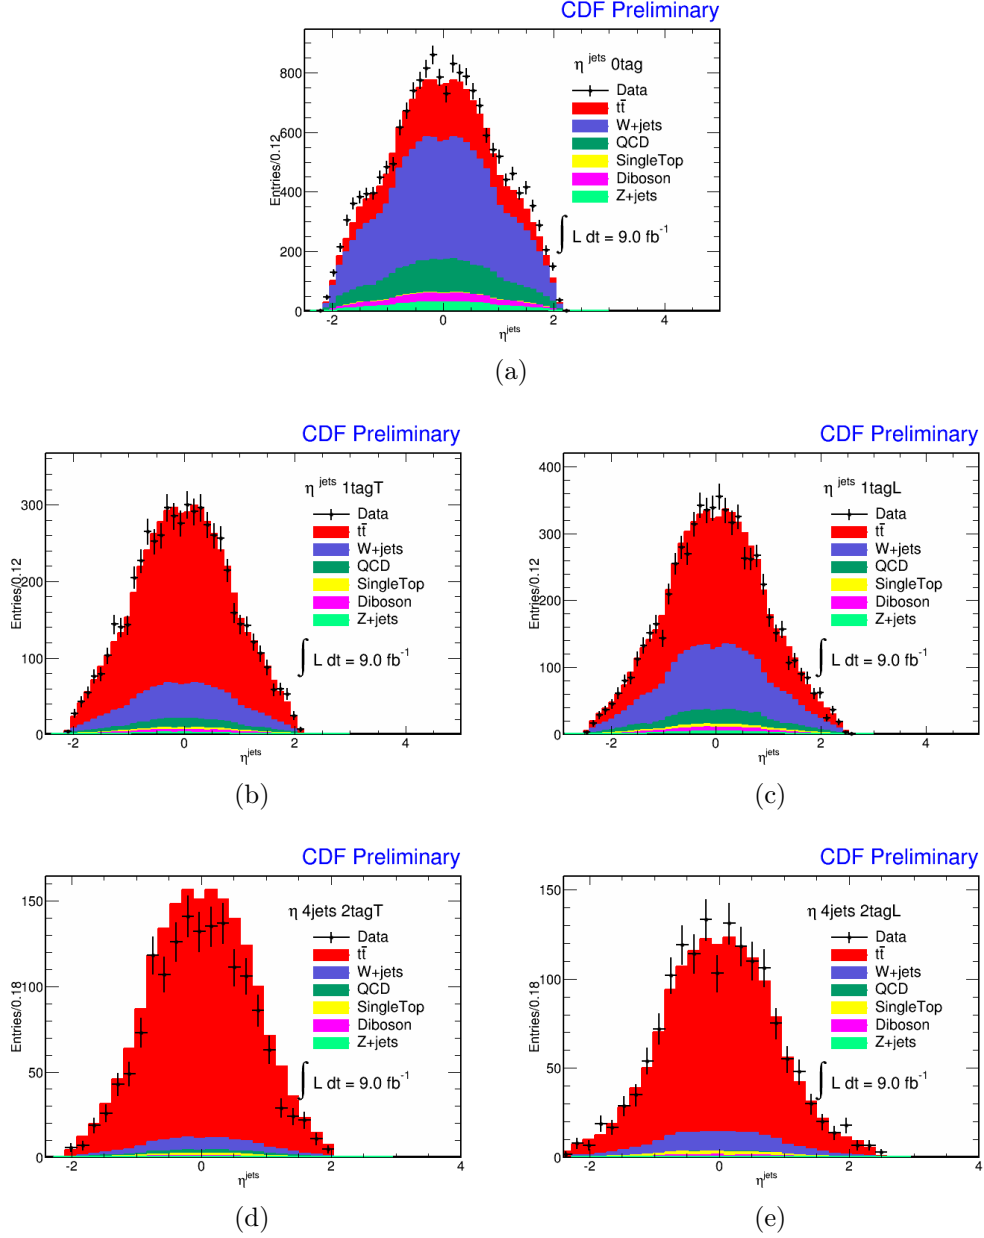 CDF Preliminary
η jets 0tag
Data
tt̄
W+jets
QCD
SingleTop
Diboson
Z+jets
∫ L dt = 9.0 fb-1
Entries/0.12
0 200 400 600 800
-2 0 2 4
ηjets
(a)
CDF Preliminary
η jets 1tagT
Data
tt̄
W+jets
QCD
SingleTop
Diboson
Z+jets
∫ L dt = 9.0 fb-1
Entries/0.12
0 100 200 300
-2 0 2 4
ηjets
(b)
CDF Preliminary
η jets 1tagL
Data
tt̄
W+jets
QCD
SingleTop
Diboson
Z+jets
∫ L dt = 9.0 fb-1
Entries/0.12
0 100 200 300 400
-2 0 2 4
ηjets
(c)
CDF Preliminary
η 4jets 2tagT
Data
tt̄
W+jets
QCD
SingleTop
Diboson
Z+jets
∫ L dt = 9.0 fb-1
Entries/0.18
0 50 100 150
-2 0 2 4
ηjets
(d)
CDF Preliminary
η 4jets 2tagL
Data
tt̄
W+jets
QCD
SingleTop
Diboson
Z+jets
∫ L dt = 9.0 fb-1
Entries/0.18
0 50 100 150
-2 0 2 4
ηjets
(e)